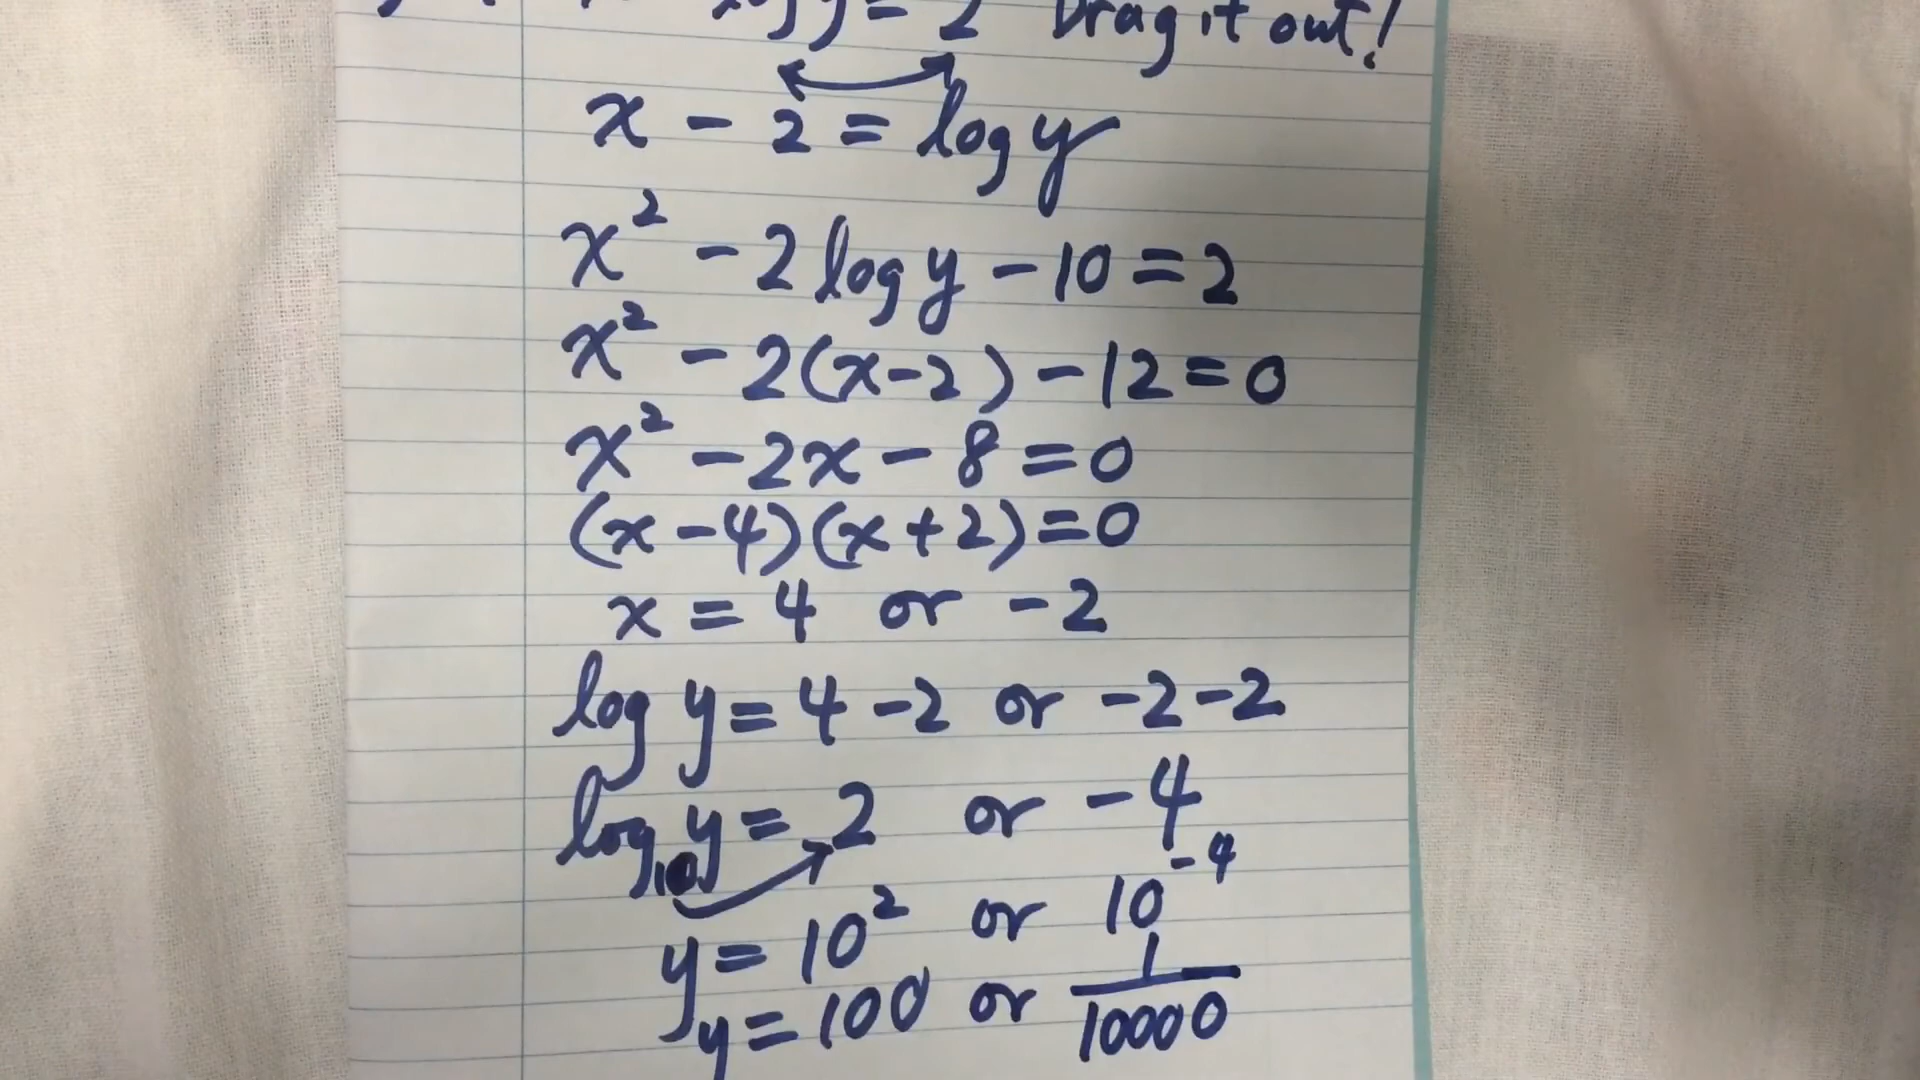 log y = 2 Drag it out!
x - 2 = log y
x² - 2 log y - 10 = 2
x² - 2(x-2) - 12 = 0
x² - 2x - 8 = 0
(x - 4)(x + 2) = 0
x = 4 or -2
log y = 4 - 2 or -2 - 2
log₁₀ y = 2 or -4
y = 10² or 10⁻⁴
y = 100 or 1/10000